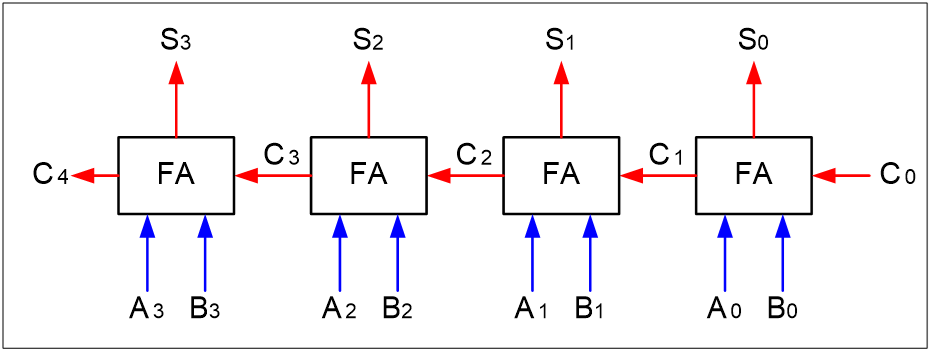 S3 S2 S1 S0
C4 FA C3 FA C2 FA C1 FA C0
A3 B3 A2 B2 A1 B1 A0 B0